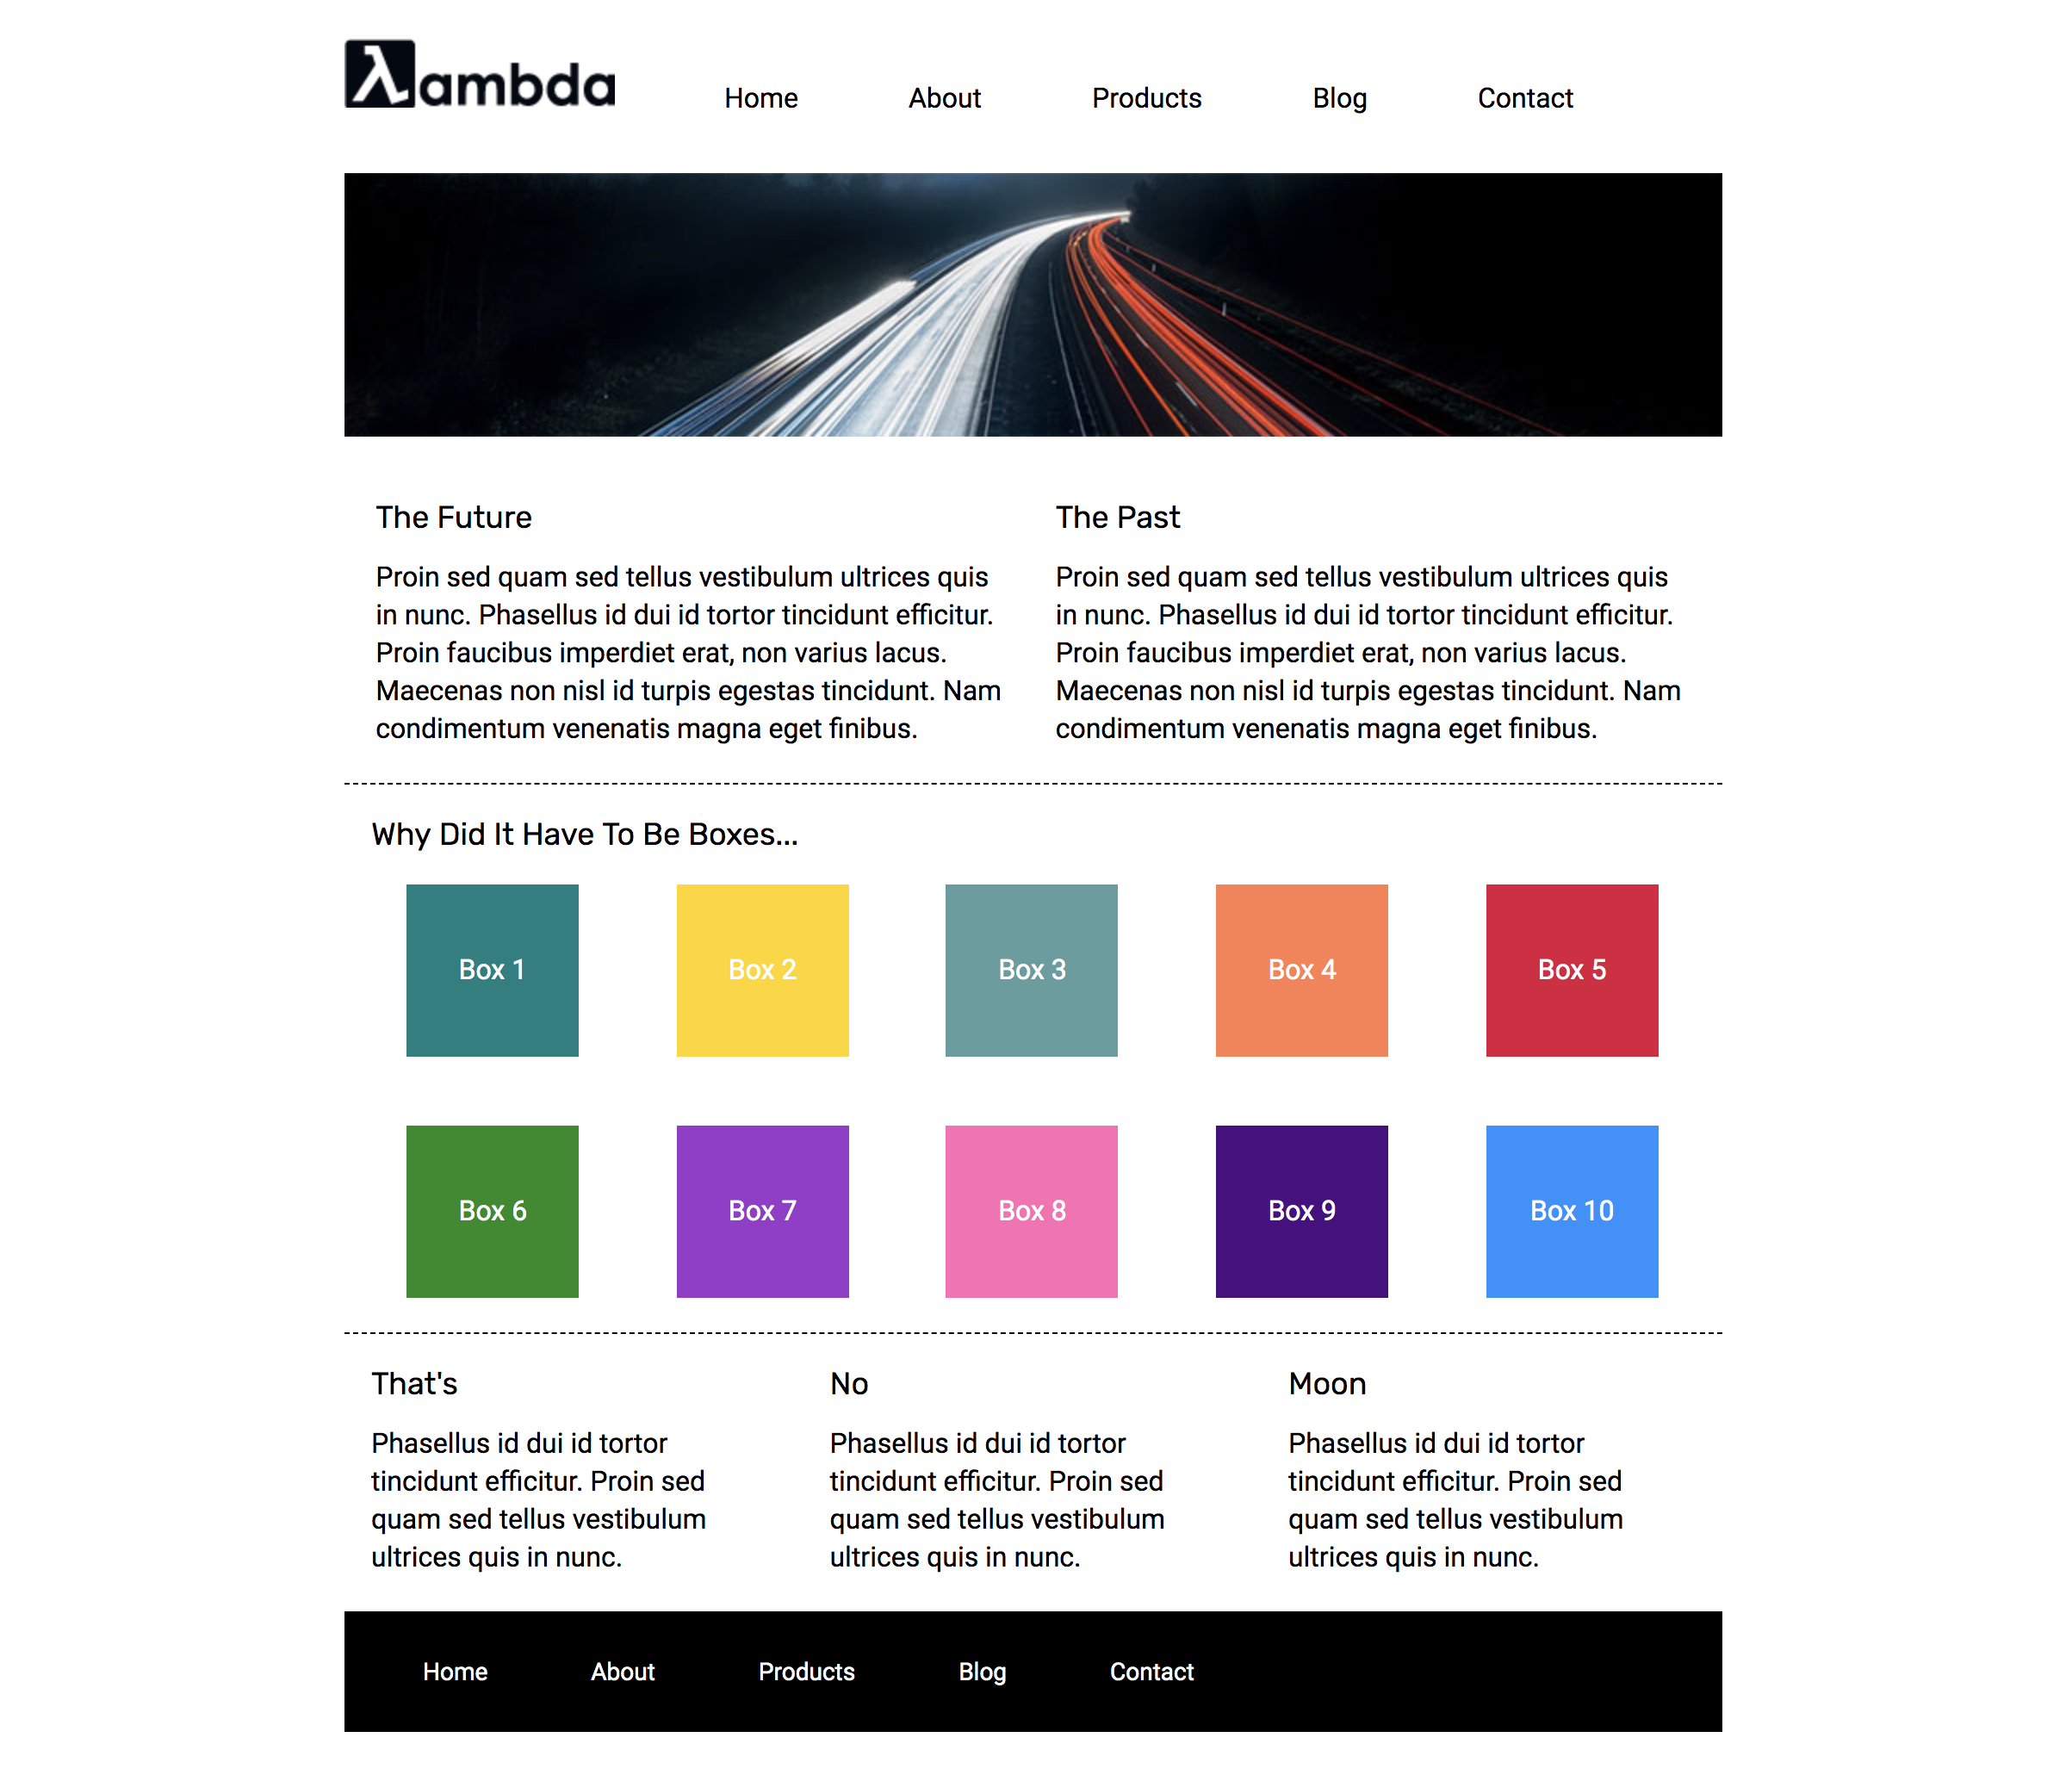 λambda
Home About Products Blog Contact
The Future
Proin sed quam sed tellus vestibulum ultrices quis
in nunc. Phasellus id dui id tortor tincidunt efficitur.
Proin faucibus imperdiet erat, non varius lacus.
Maecenas non nisl id turpis egestas tincidunt. Nam
condimentum venenatis magna eget finibus.
The Past
Proin sed quam sed tellus vestibulum ultrices quis
in nunc. Phasellus id dui id tortor tincidunt efficitur.
Proin faucibus imperdiet erat, non varius lacus.
Maecenas non nisl id turpis egestas tincidunt. Nam
condimentum venenatis magna eget finibus.
Why Did It Have To Be Boxes...
Box 1 Box 2 Box 3 Box 4 Box 5
Box 6 Box 7 Box 8 Box 9 Box 10
That's
Phasellus id dui id tortor
tincidunt efficitur. Proin sed
quam sed tellus vestibulum
ultrices quis in nunc.
No
Phasellus id dui id tortor
tincidunt efficitur. Proin sed
quam sed tellus vestibulum
ultrices quis in nunc.
Moon
Phasellus id dui id tortor
tincidunt efficitur. Proin sed
quam sed tellus vestibulum
ultrices quis in nunc.
Home About Products Blog Contact